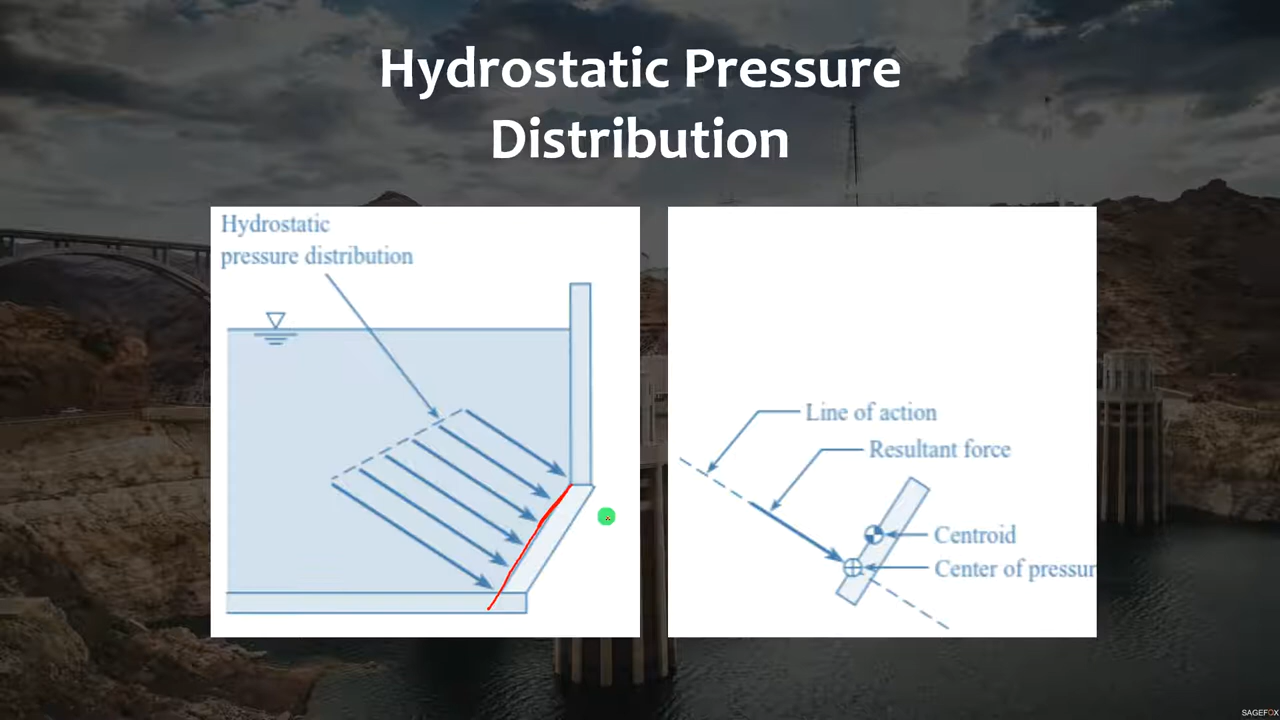 Hydrostatic Pressure
Distribution
Hydrostatic
pressure distribution
Line of action
Resultant force
Centroid
Center of pressur
SAGEFOX